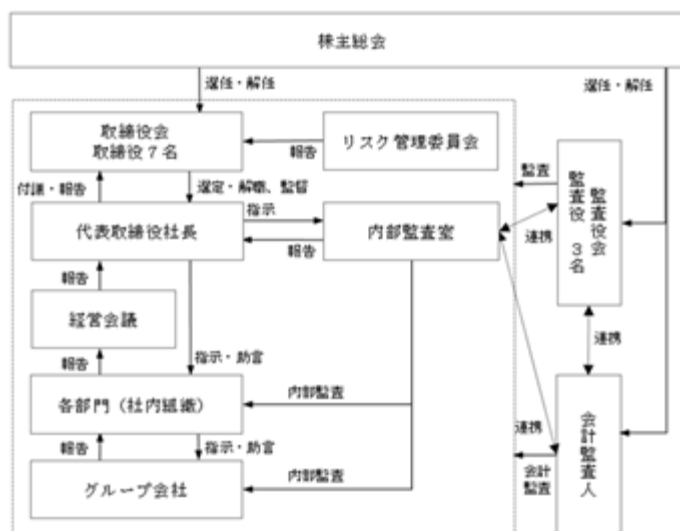 株主総会
選任・解任
選任・解任
取締役会
取締役7名
報告
リスク管理委員会
監査
監査役会
監査役 3名
付議・報告
選定・解職、監督
指示
代表取締役社長
報告
内部監査室
連携
報告
経営会議
連携
報告
指示・助言
各部門(社内組織)
内部監査
報告
指示・助言
連携
会計監査人
グループ会社
内部監査
会計
監査